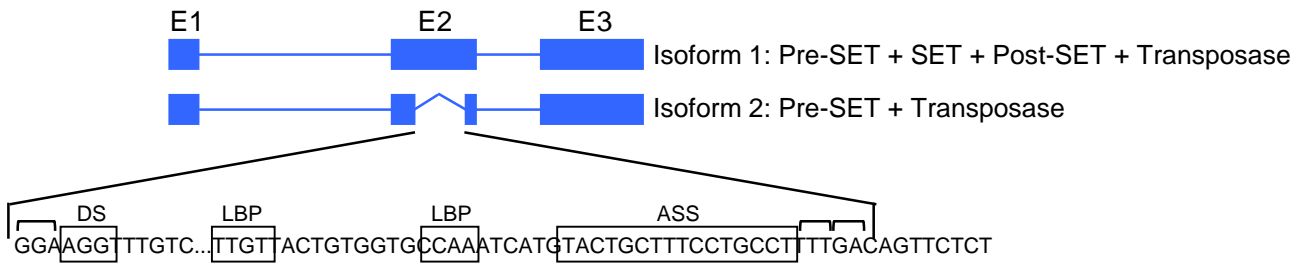 E1 E2 E3
Isoform 1: Pre-SET + SET + Post-SET + Transposase
Isoform 2: Pre-SET + Transposase
DS LBP LBP ASS
GGAAGGTTTGTC...TTGTTACTGTGGTGCCAAATCATGTACTGCTTTCCTGCCTTTTGACAGTTCTCT